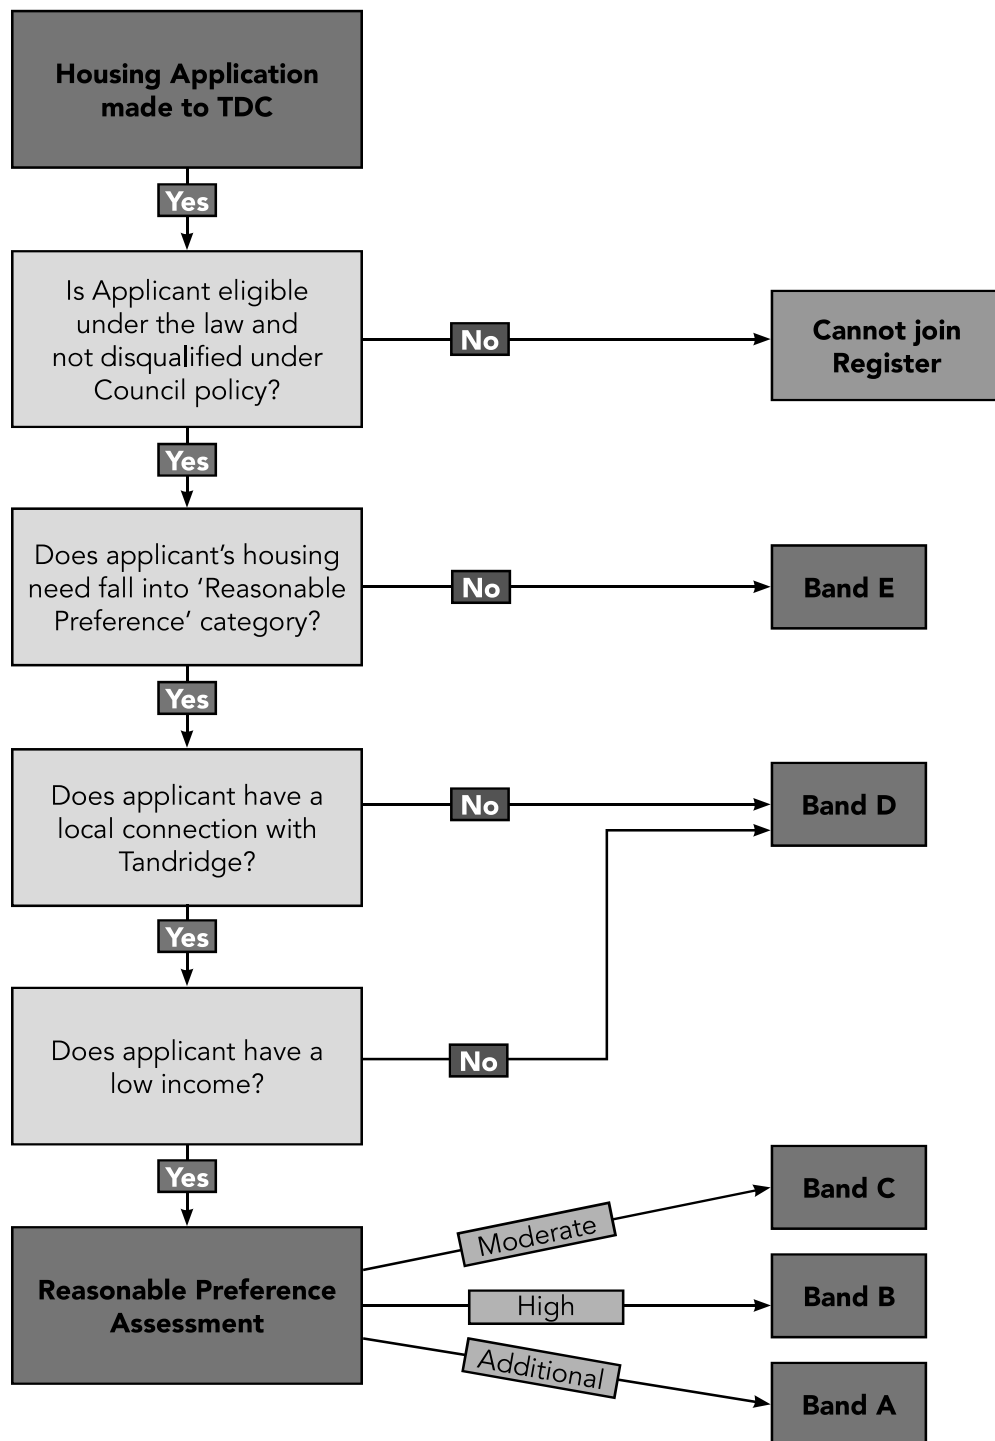 Housing Application
made to TDC
Yes
Is Applicant eligible
under the law and
not disqualified under
Council policy?
No
Cannot join
Register
Yes
Does applicant’s housing
need fall into ‘Reasonable
Preference’ category?
No
Band E
Yes
Does applicant have a
local connection with
Tandridge?
No
Band D
Yes
Does applicant have a
low income?
No
Yes
Reasonable Preference
Assessment
Moderate
Band C
High
Band B
Additional
Band A